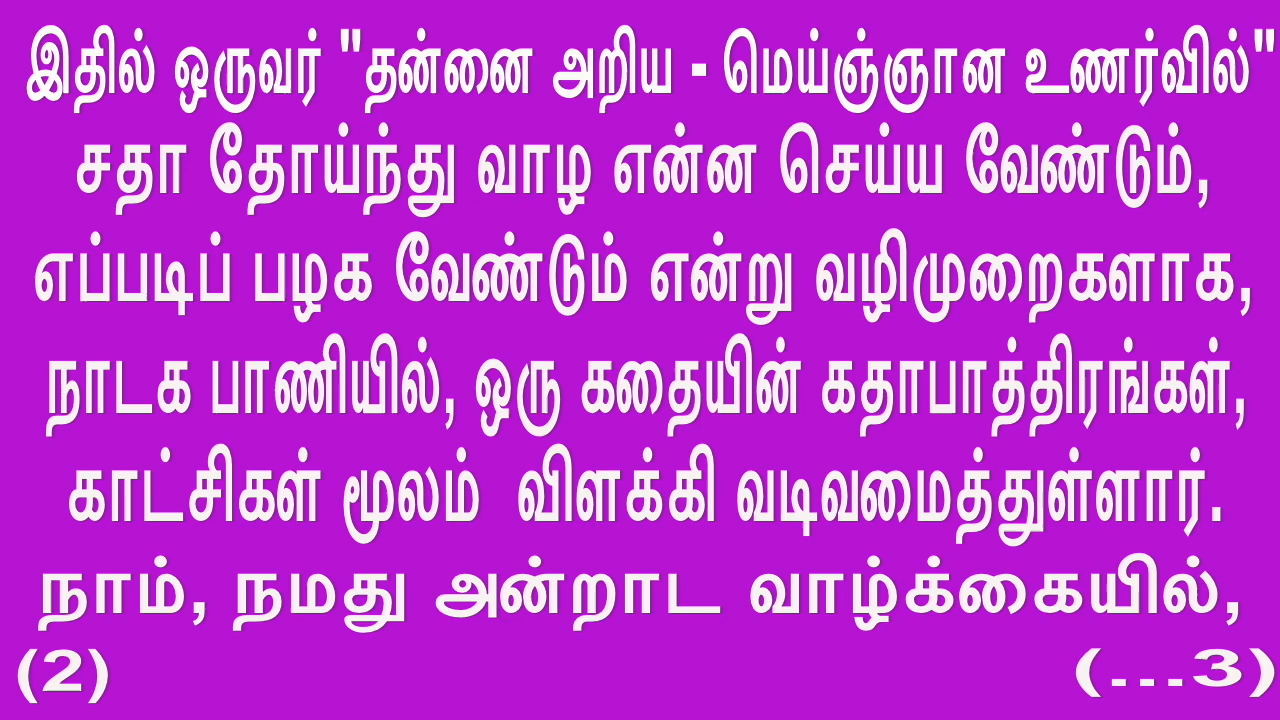 இதில் ஒருவர் "தன்னை அறிய - மெய்ஞ்ஞான உணர்வில்"
சதா தோய்ந்து வாழ என்ன செய்ய வேண்டும்,
எப்படிப் பழக வேண்டும் என்று வழிமுறைகளாக,
நாடக பாணியில், ஒரு கதையின் கதாபாத்திரங்கள்,
காட்சிகள் மூலம் விளக்கி வடிவமைத்துள்ளார்.
நாம், நமது அன்றாட வாழ்க்கையில்,
(2) (...3)